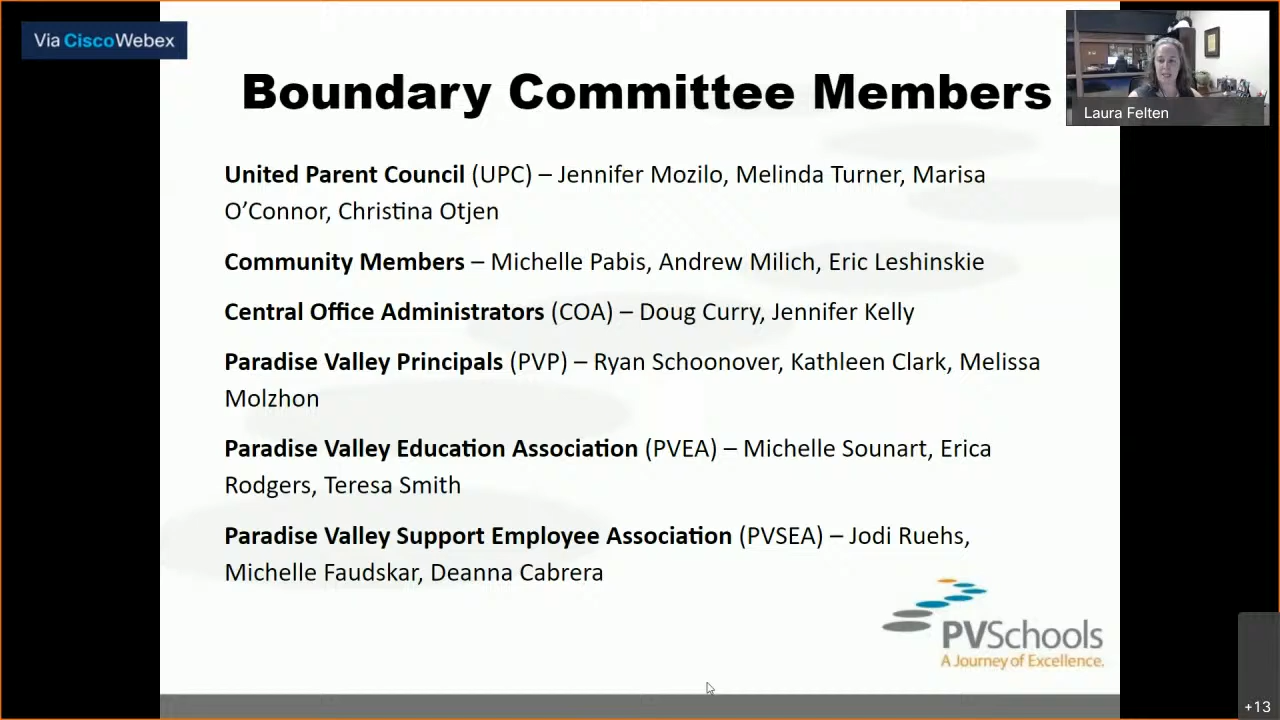 Via CiscoWebex
Boundary Committee Members
Laura Felten
United Parent Council (UPC) – Jennifer Mozilo, Melinda Turner, Marisa
O’Connor, Christina Otjen
Community Members – Michelle Pabis, Andrew Milich, Eric Leshinskie
Central Office Administrators (COA) – Doug Curry, Jennifer Kelly
Paradise Valley Principals (PVP) – Ryan Schoonover, Kathleen Clark, Melissa
Molzhon
Paradise Valley Education Association (PVEA) – Michelle Sounart, Erica
Rodgers, Teresa Smith
Paradise Valley Support Employee Association (PVSEA) – Jodi Ruehs,
Michelle Faudskar, Deanna Cabrera
PVSchools
A Journey of Excellence.
+13